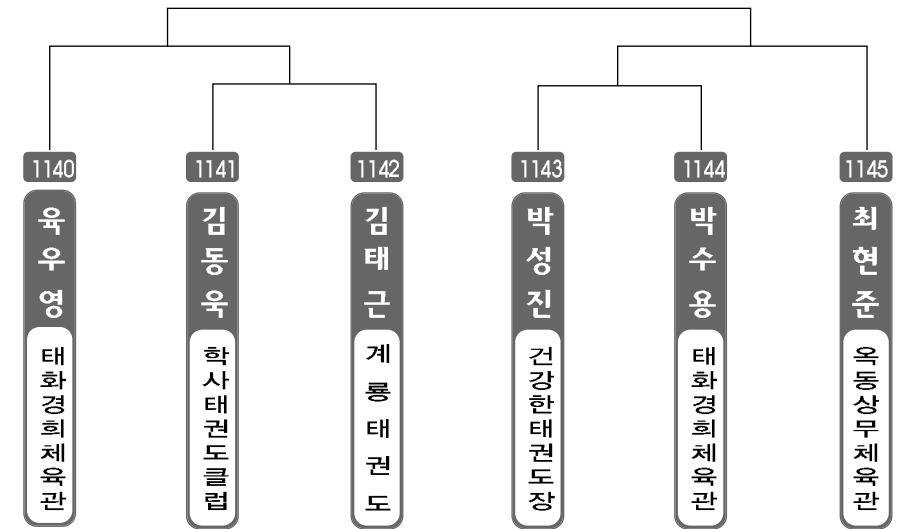 1140
육우영
태화경희체육관
1141
김동욱
학사태권도클럽
1142
김태근
계룡태권도
1143
박성진
건강한태권도장
1144
박수용
태화경희체육관
1145
최현준
옥동상무체육관